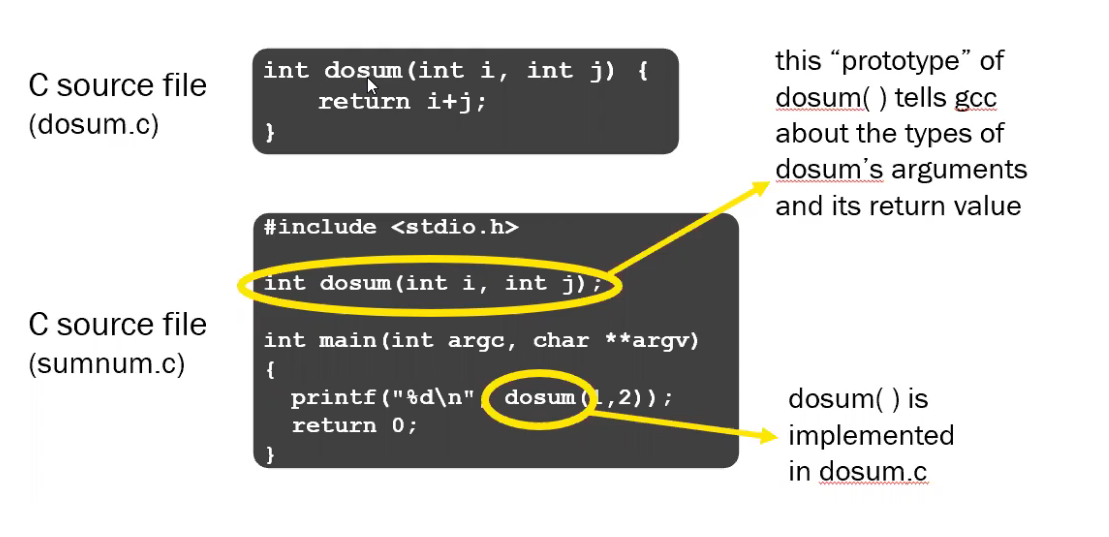 C source file
(dosum.c)
int dosum(int i, int j) {
return i+j;
}
this “prototype” of
dosum( ) tells gcc
about the types of
dosum’s arguments
and its return value
C source file
(sumnum.c)
#include <stdio.h>
int dosum(int i, int j);
int main(int argc, char **argv)
{
printf("%d\n", dosum(1,2));
return 0;
}
dosum( ) is
implemented
in dosum.c